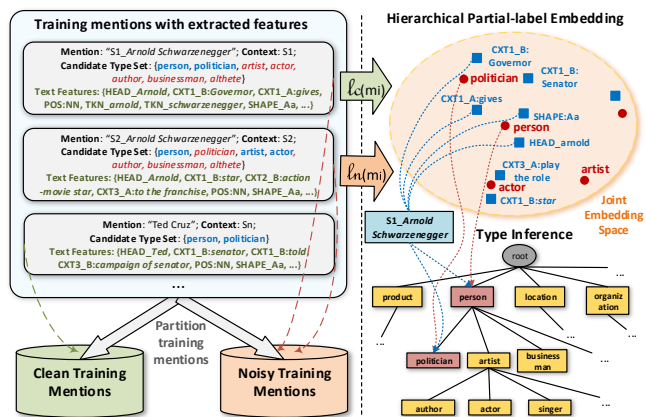 Training mentions with extracted features
Mention: “S1_Arnold Schwarzenegger”; Context: S1;
Candidate Type Set: {person, politician, artist, actor,
author, businessman, althete}
Text Features: {HEAD_Arnold, CXT1_B:Governor, CXT1_A:gives,
POS:NN, TKN_arnold, TKN_schwarzenegger, SHAPE_Aa, ...}
Mention: “S2_Arnold Schwarzenegger”; Context: S2;
Candidate Type Set: {person, politician, artist, actor,
author, businessman, althete}
Text Features: {HEAD_Arnold, CXT1_B:star, CXT2_B:action
-movie star, CXT3_A:to the franchise, POS:NN, SHAPE_Aa, ...}
Mention: “Ted Cruz”; Context: Sn;
Candidate Type Set: {person, politician}
Text Features: {HEAD_Ted, CXT1_B:senator, CXT1_B:told,
CXT3_B:campaign of senator, POS:NN, SHAPE_Aa, ...}
...
Partition
training
mentions
Clean Training
Mentions
Noisy Training
Mentions
ℓc(mi)
ℓn(mi)
Hierarchical Partial-label Embedding
CXT1_B:
Governor
politician
CXT1_B:
Senator
CXT1_A:gives
SHAPE:Aa
person
HEAD_arnold
CXT3_A:play
the role
artist
actor
CXT1_B:star
Joint
Embedding
Space
S1_Arnold
Schwarzenegger
Type Inference
root
...
product
person
location
organiz
ation
...
...
...
politician
artist
business
man
...
author
actor
singer
...